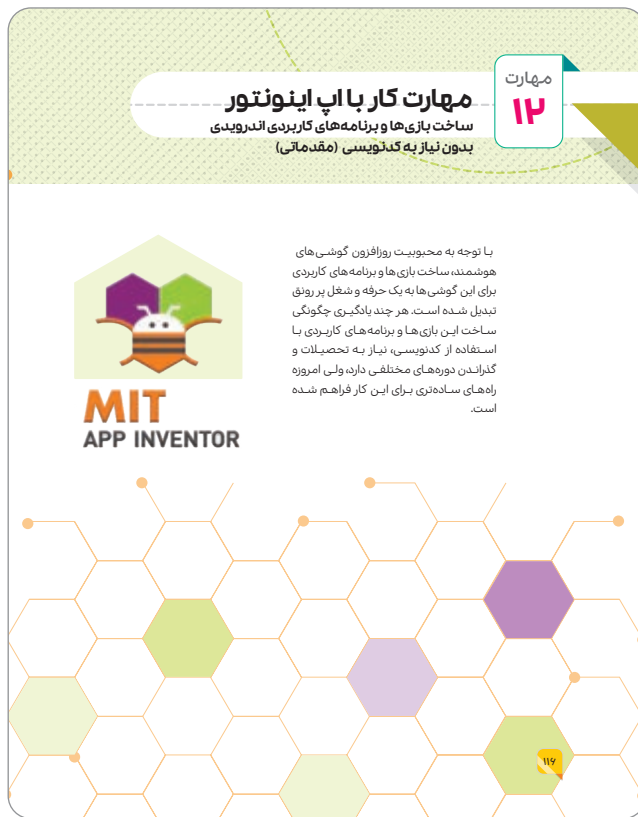 مهارت
۱۲
مهارت کار با اپ اینونتور
ساخت بازی‌ها و برنامه‌های کاربردی اندرویدی
بدون نیاز به کدنویسی (مقدماتی)
با توجه به محبوبیت روزافزون گوشی‌های
هوشمند، ساخت بازی‌ها و برنامه‌های کاربردی
برای این گوشی‌ها به یک حرفه و شغل پر رونق
تبدیل شده است. هر چند یادگیری چگونگی
ساخت این بازی‌ها و برنامه‌های کاربردی با
استفاده از کدنویسی، نیاز به تحصیلات و
گذراندن دوره‌های مختلفی دارد، ولی امروزه
راه‌های ساده‌تری برای این کار فراهم شده
است.
MIT
APP INVENTOR
۱۱۶